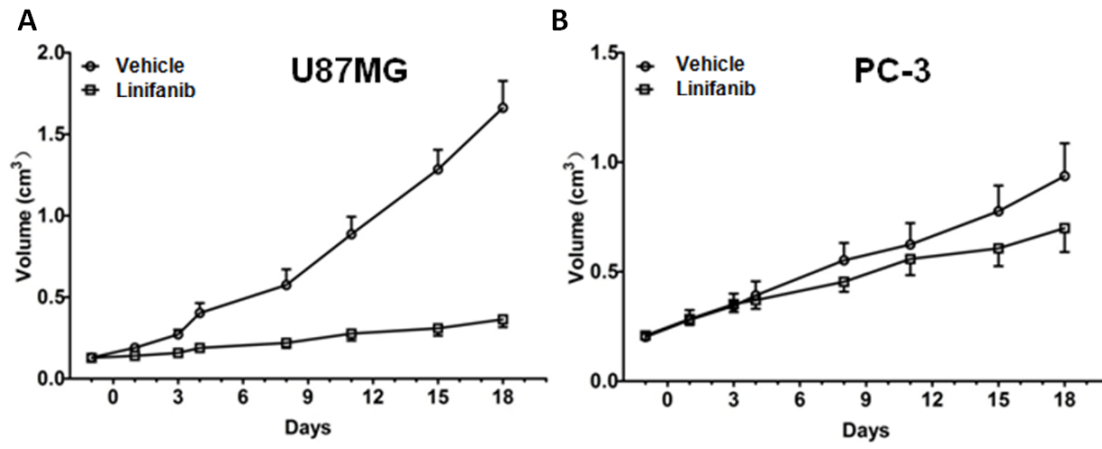 A
U87MG
Vehicle
Linifanib
Volume (cm³)
2.0
1.5
1.0
0.5
0.0
0 3 6 9 12 15 18
Days
B
PC-3
Vehicle
Linifanib
Volume (cm³)
1.5
1.0
0.5
0.0
0 3 6 9 12 15 18
Days